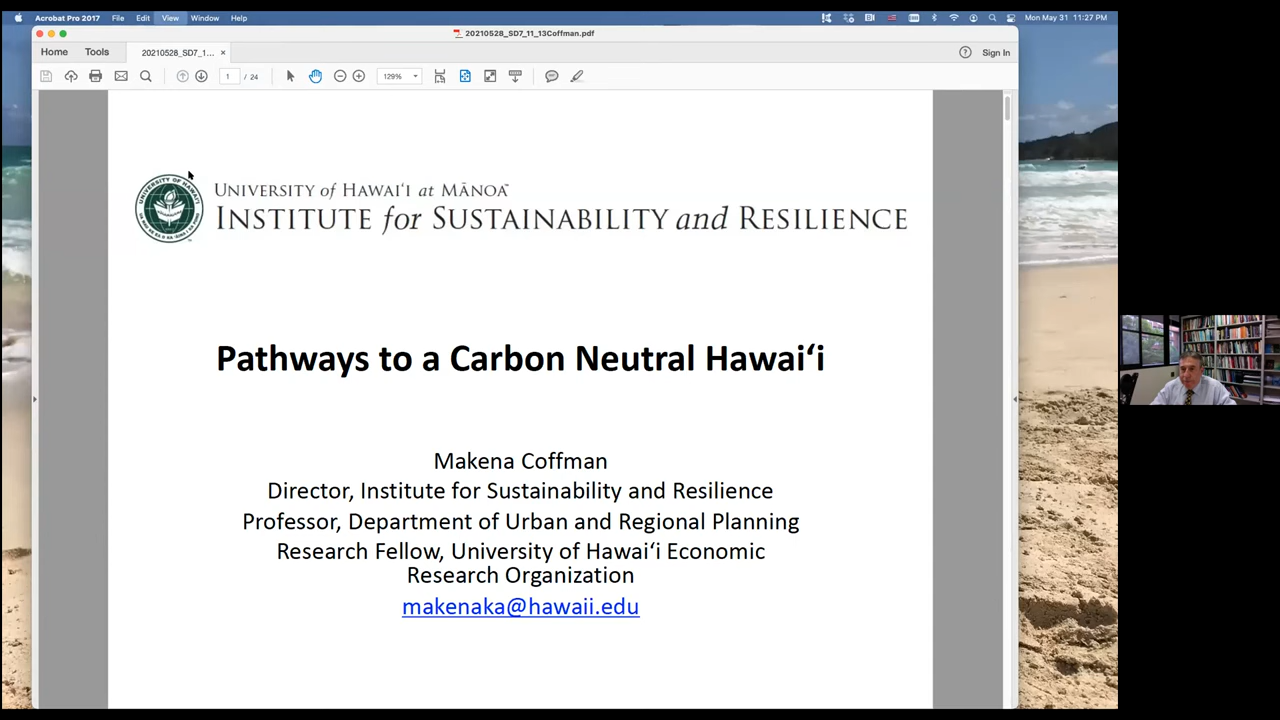 Acrobat Pro 2017 File Edit View Window Help Mon May 31 11:27 PM
20210528_SD7_11_13Coffman.pdf
Home Tools 20210528_SD7_1... × Sign In
1 / 24 129%
UNIVERSITY OF HAWAI‘I
UNIVERSITY of HAWAI‘I at MĀNOA
INSTITUTE for SUSTAINABILITY and RESILIENCE
Pathways to a Carbon Neutral Hawai‘i
Makena Coffman
Director, Institute for Sustainability and Resilience
Professor, Department of Urban and Regional Planning
Research Fellow, University of Hawai‘i Economic
Research Organization
makenaka@hawaii.edu